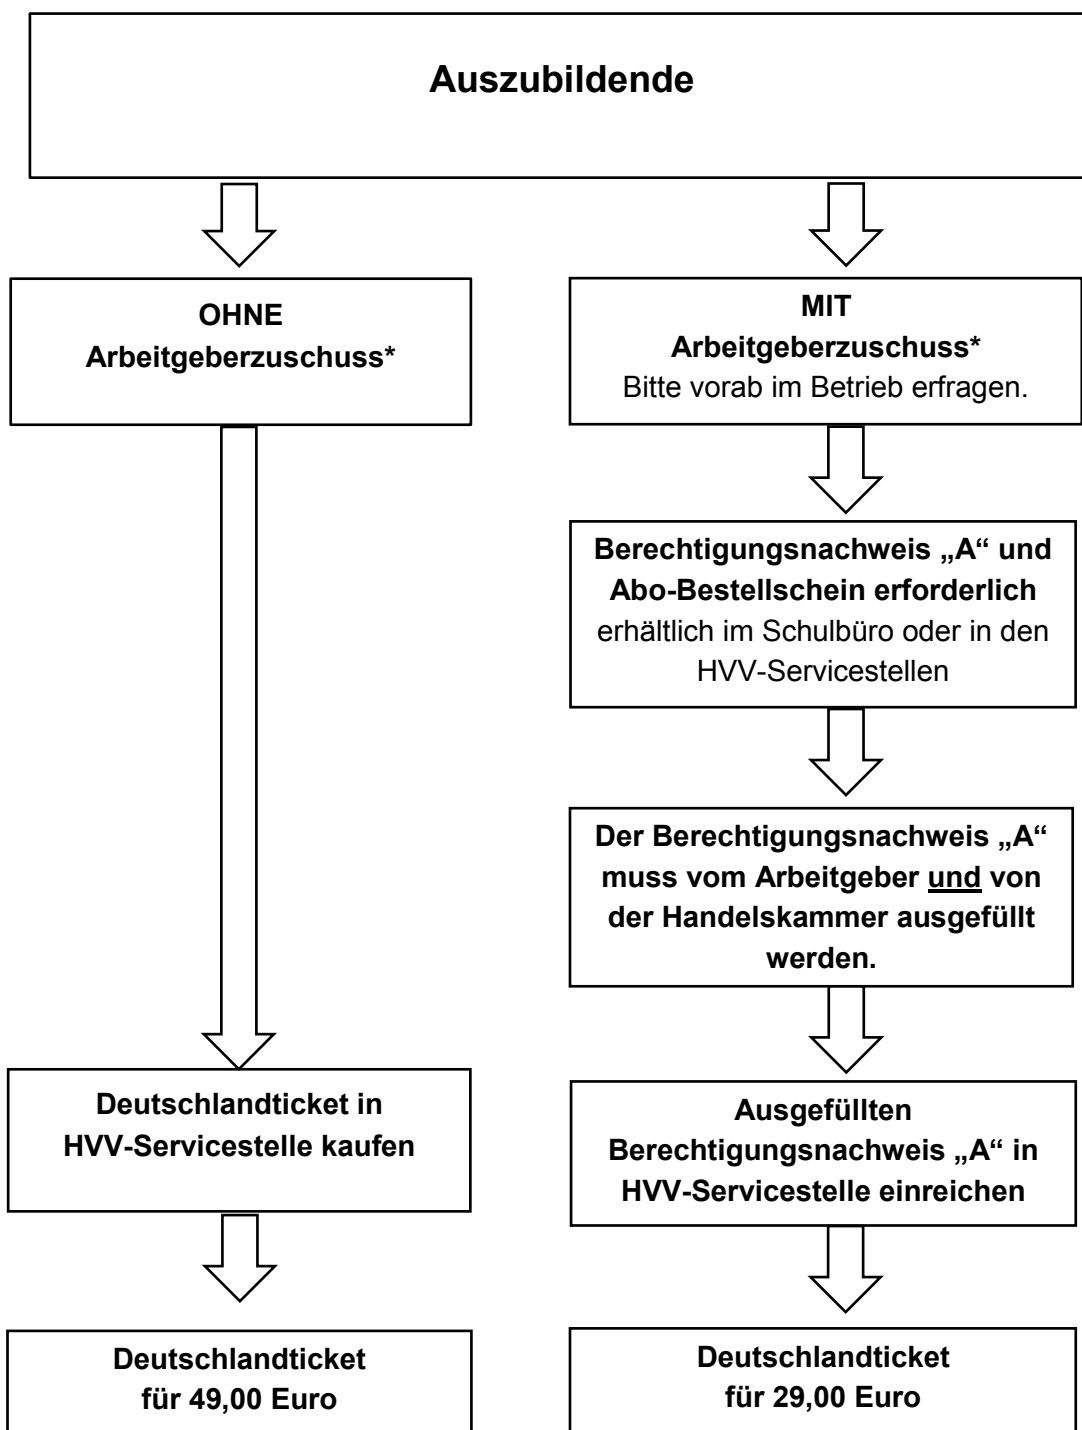 Auszubildende
OHNE
Arbeitgeberzuschuss*
MIT
Arbeitgeberzuschuss*
Bitte vorab im Betrieb erfragen.
Berechtigungsnachweis „A“ und
Abo-Bestellschein erforderlich
erhältlich im Schulbüro oder in den
HVV-Servicestellen
Der Berechtigungsnachweis „A“
muss vom Arbeitgeber und von
der Handelskammer ausgefüllt
werden.
Deutschlandticket in
HVV-Servicestelle kaufen
Ausgefüllten
Berechtigungsnachweis „A“ in
HVV-Servicestelle einreichen
Deutschlandticket
für 49,00 Euro
Deutschlandticket
für 29,00 Euro